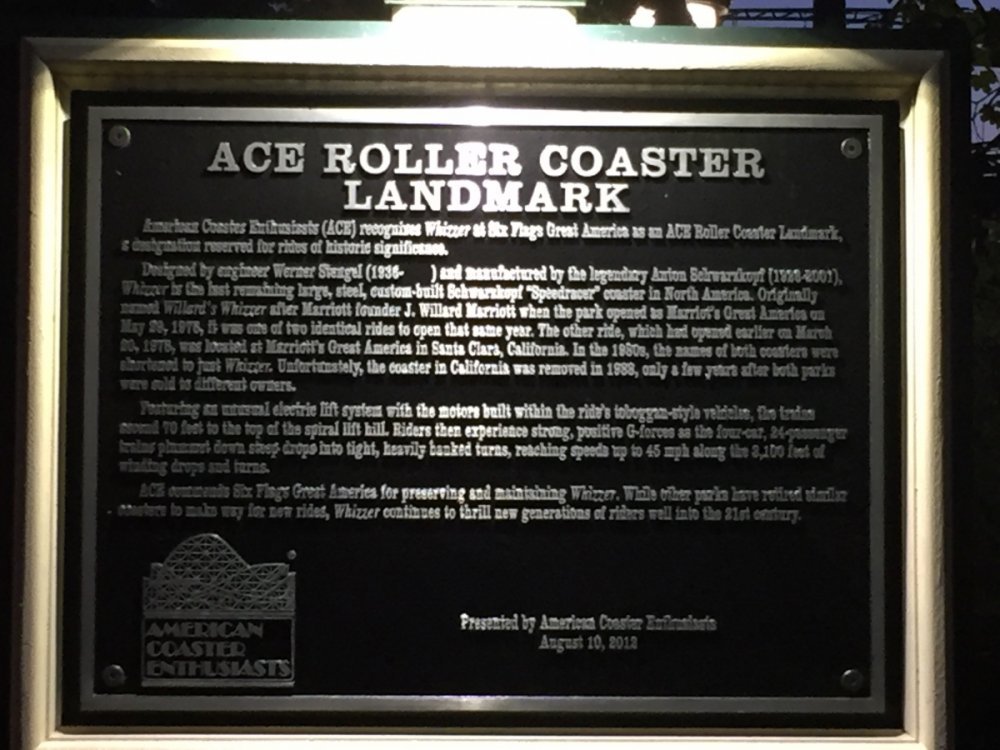 ACE ROLLER COASTER
LANDMARK
American Coaster Enthusiasts (ACE) recognizes Whizzer at Six Flags Great America as an ACE Roller Coaster Landmark,
a designation reserved for rides of historic significance.
Designed by engineer Werner Stengel (1936- ) and manufactured by the legendary Anton Schwarzkopf
Whizzer is the last remaining large, steel, custom-built Schwarzkopf "Speedracer" coaster in North America. Originally
named Willard's Whizzer after Marriott founder J. Willard Marriott when the park opened as Marriott's Great America on
May 29, 1976, it was one of two identical rides to open that same year. The other ride, which had opened earlier on March
20, 1976, was located at Marriott's Great America in Santa Clara, California. In the 1980s, the names of both coasters were
shortened to just Whizzer. Unfortunately, the coaster in California was removed in 1988, only a few years after both parks
were sold to different owners.
Featuring an unusual electric lift system with the motors built within the ride's toboggan-style vehicles, the trains
ascend 70 feet to the top of the spiral lift hill. Riders then experience strong, positive G-forces as the four-car, 24-passenger
trains plummet down steep drops into tight, heavily banked turns, reaching speeds up to 45 mph along the 3,100 feet of
winding drops and turns.
ACE commends Six Flags Great America for preserving and maintaining Whizzer. While other parks have retired similar
coasters to make way for new rides, Whizzer continues to thrill new generations of riders well into the 21st century.
Presented by American Coaster Enthusiasts
August 10, 2012
AMERICAN
COASTER
ENTHUSIASTS